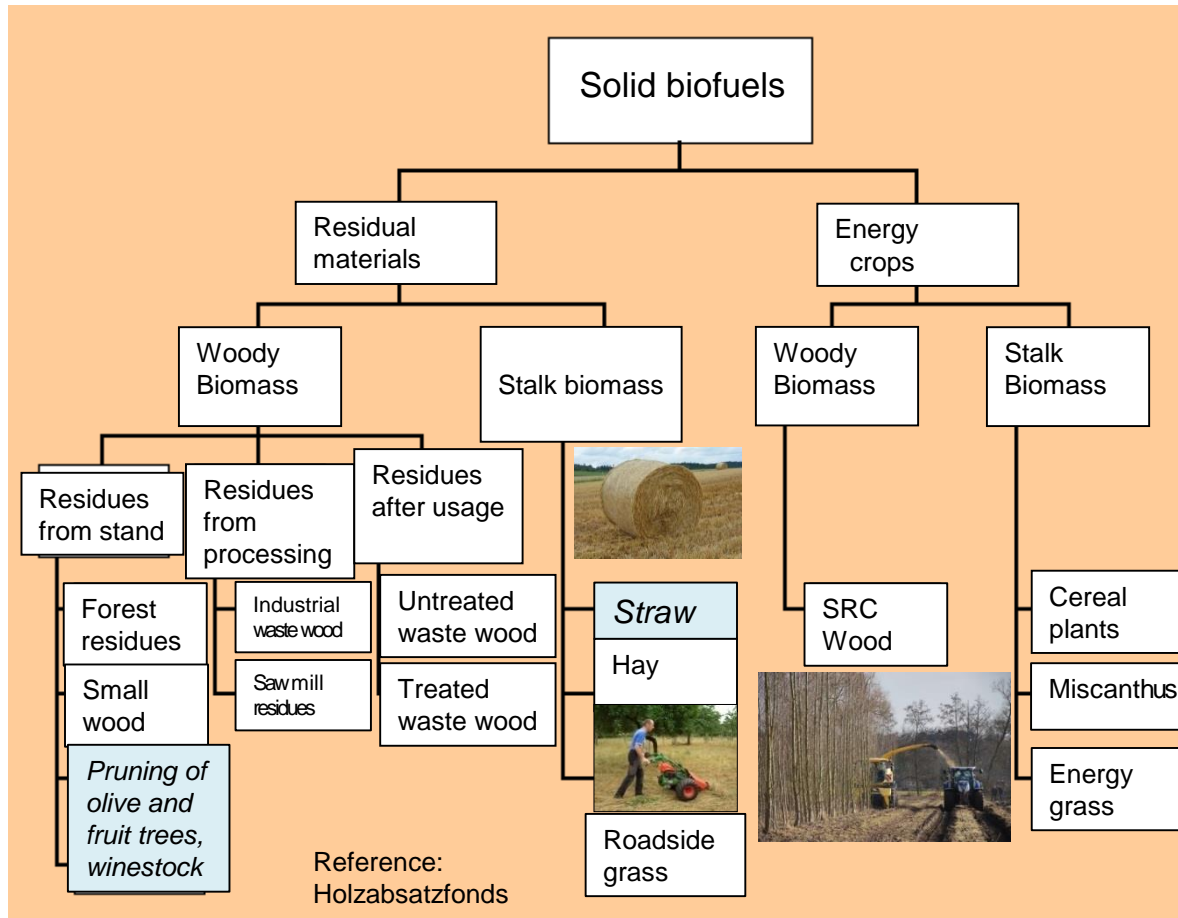 Solid biofuels
Residual
materials
Energy
crops
Woody
Biomass
Stalk biomass
Woody
Biomass
Stalk
Biomass
Residues
from stand
Residues
from
processing
Residues
after usage
Forest
residues
Small
wood
Pruning of
olive and
fruit trees,
winestock
Industrial
waste wood
Saw mill
residues
Untreated
waste wood
Treated
waste wood
Straw
Hay
Roadside
grass
SRC
Wood
Cereal
plants
Miscanthus
Energy
grass
Reference:
Holzabsatzfonds